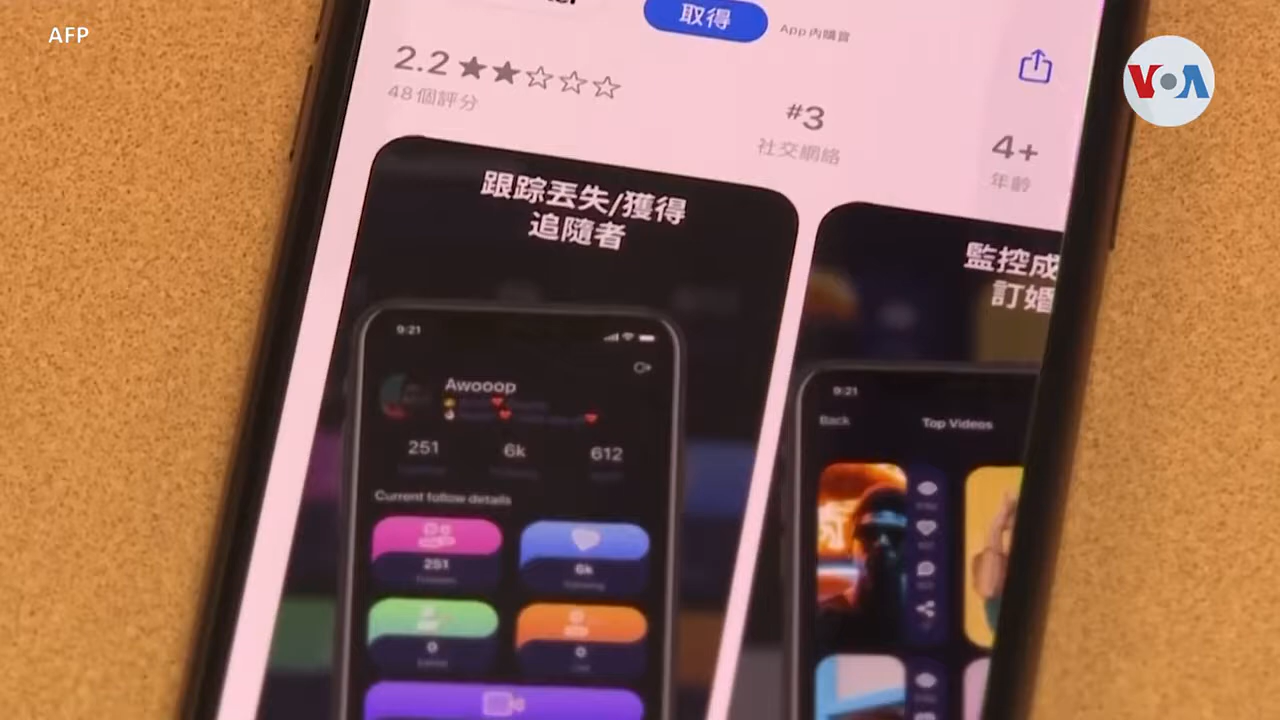 AFP
VOA
取得
App 內購買
2.2
48 個評分
#3
社交網絡
4+
年齡
跟踪丟失/獲得
追隨者
監控成
訂婚
9:21
Awooop
251
6k
612
Current follow details
251
6k
0
0
9:21
Back
Top Videos